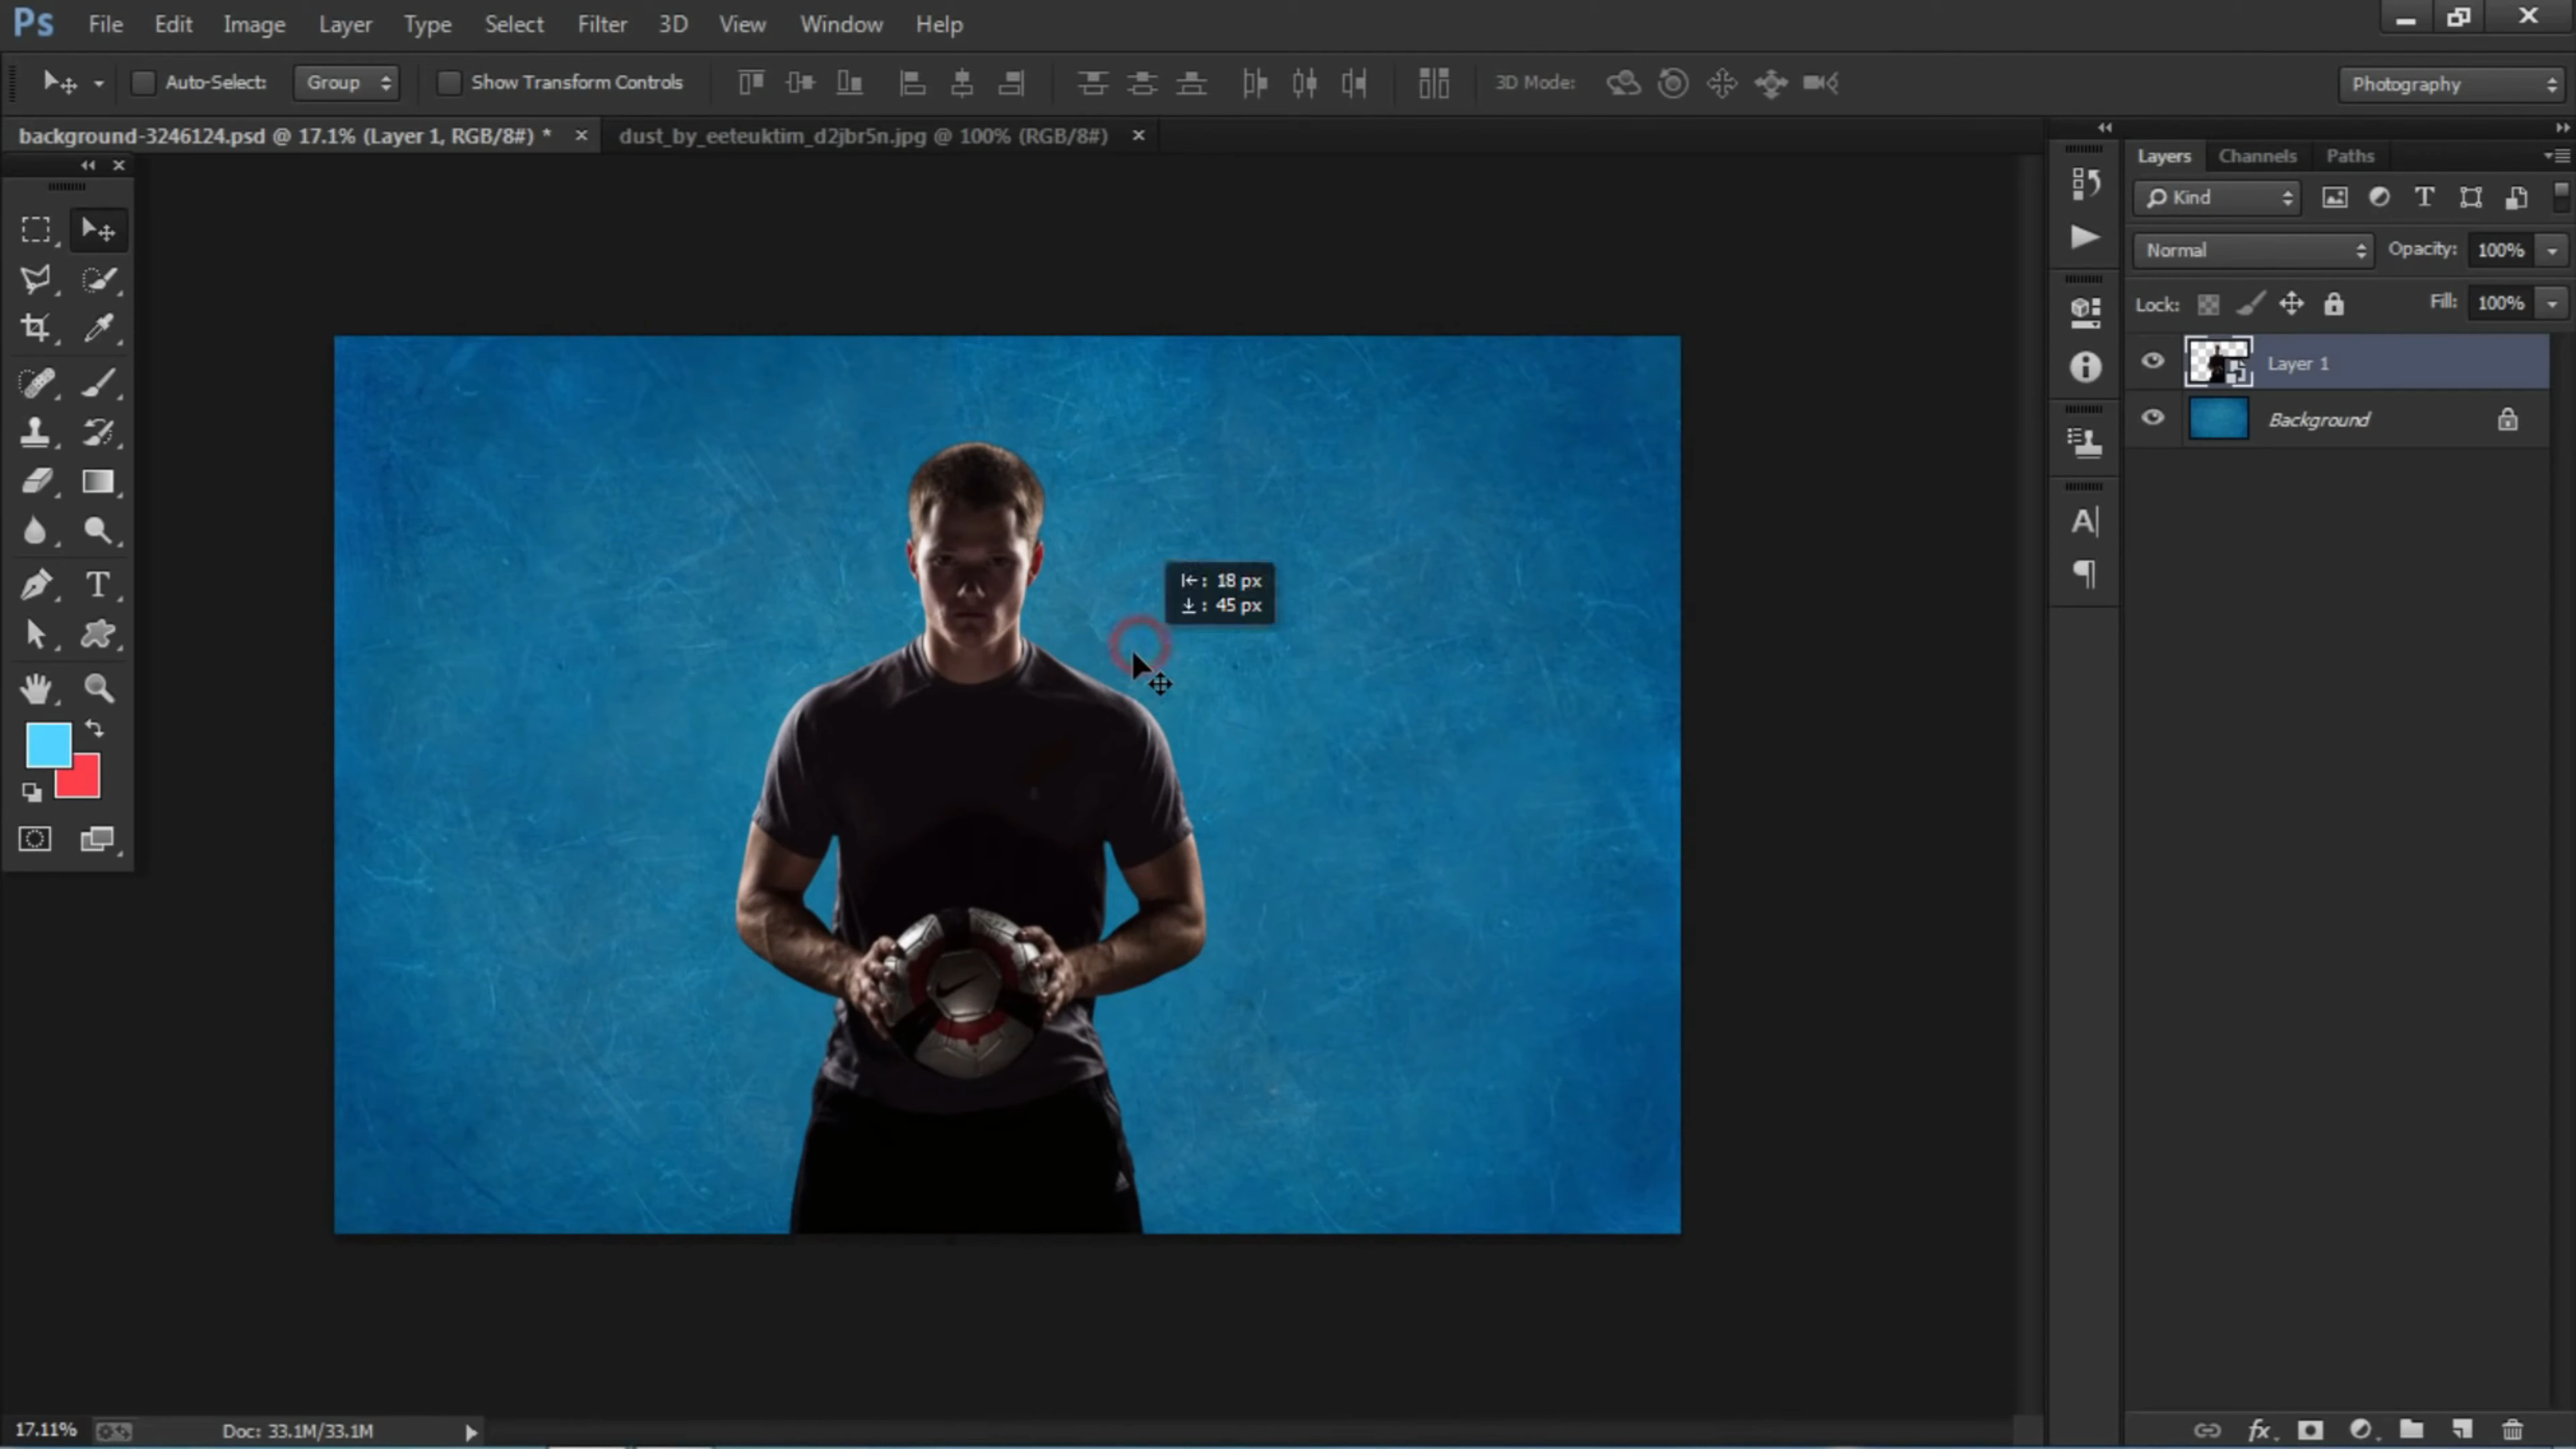 Ps File Edit Image Layer Type Select Filter 3D View Window Help
Auto-Select: Group Show Transform Controls 3D Mode: Photography
background-3246124.psd @ 17.1% (Layer 1, RGB/8#) * × dust_by_eeteuktim_d2jbr5n.jpg @ 100% (RGB/8#) ×
Layers Channels Paths
Kind
Normal Opacity: 100%
Lock: Fill: 100%
Layer 1
Background
: 18 px
: 45 px
17.11% Doc: 33.1M/33.1M